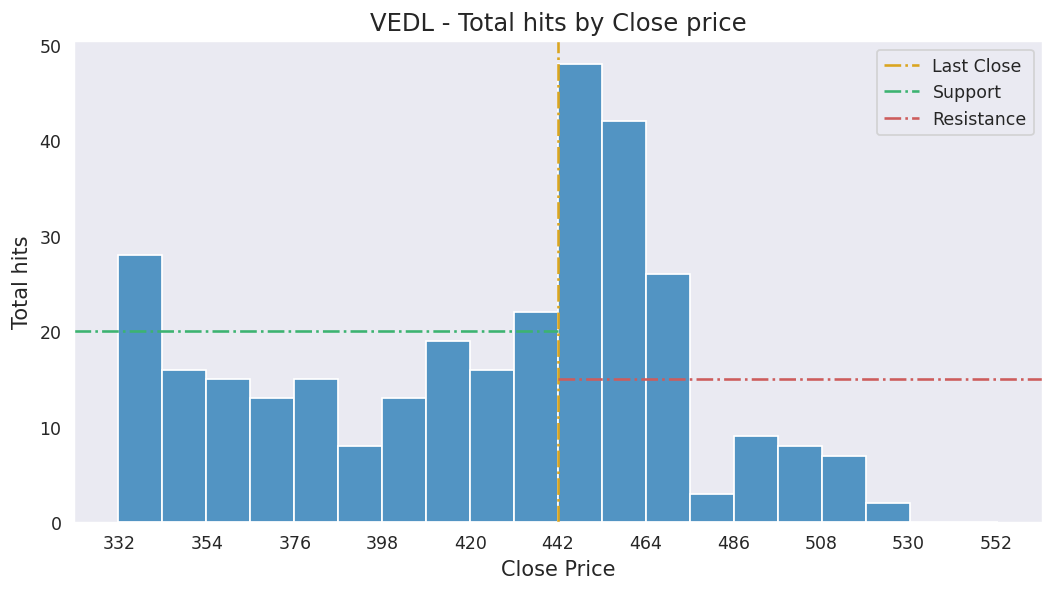 VEDL - Total hits by Close price
50
40
30
20
10
0
Total hits
Last Close
Support
Resistance
332 354 376 398 420 442 464 486 508 530 552
Close Price